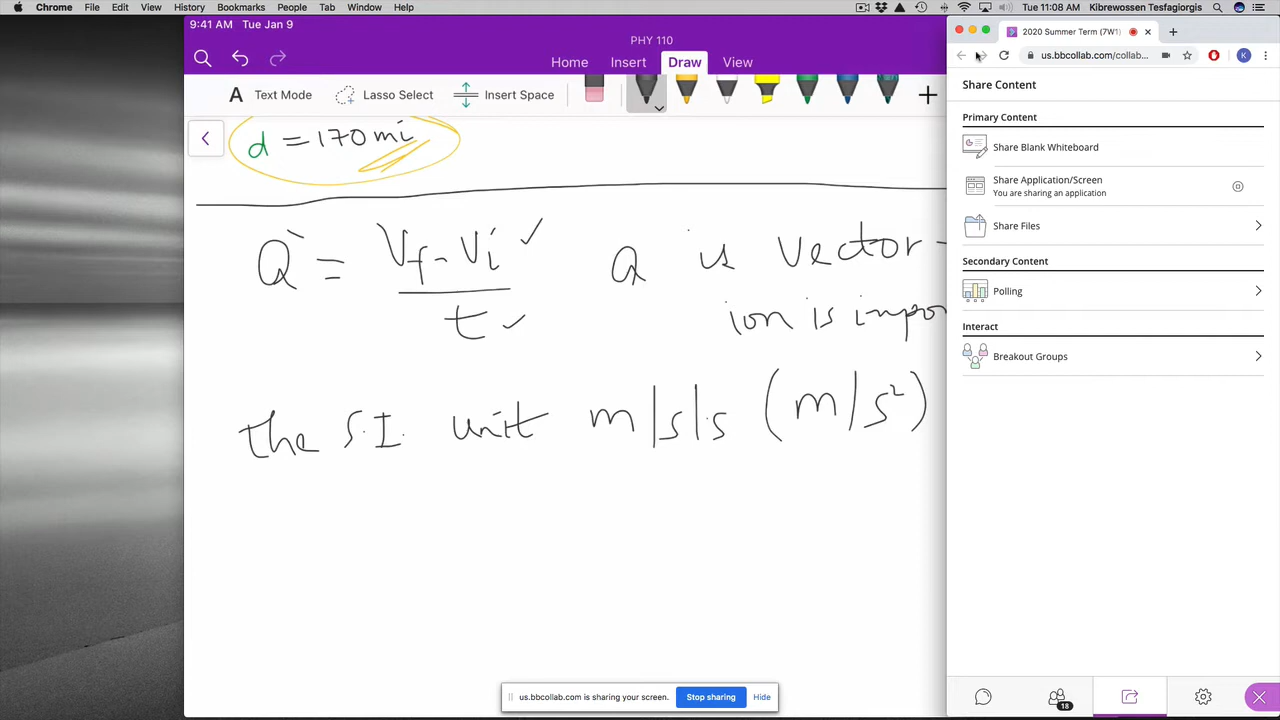 Chrome File Edit View History Bookmarks People Tab Window Help
Tue 11:08 AM Kibrewossen Tesfagiorgis
9:41 AM Tue Jan 9
PHY 110
Home Insert Draw View
A Text Mode Lasso Select Insert Space
d = 170 mi
a = Vf - Vi / t a is vector -
ion is impor
the S.I. unit m/s/s (m/s²)
us.bbcollab.com is sharing your screen. Stop sharing Hide
2020 Summer Term (7W1)
us.bbcollab.com/collab...
K
Share Content
Primary Content
Share Blank Whiteboard
Share Application/Screen
You are sharing an application
Share Files
Secondary Content
Polling
Interact
Breakout Groups
18